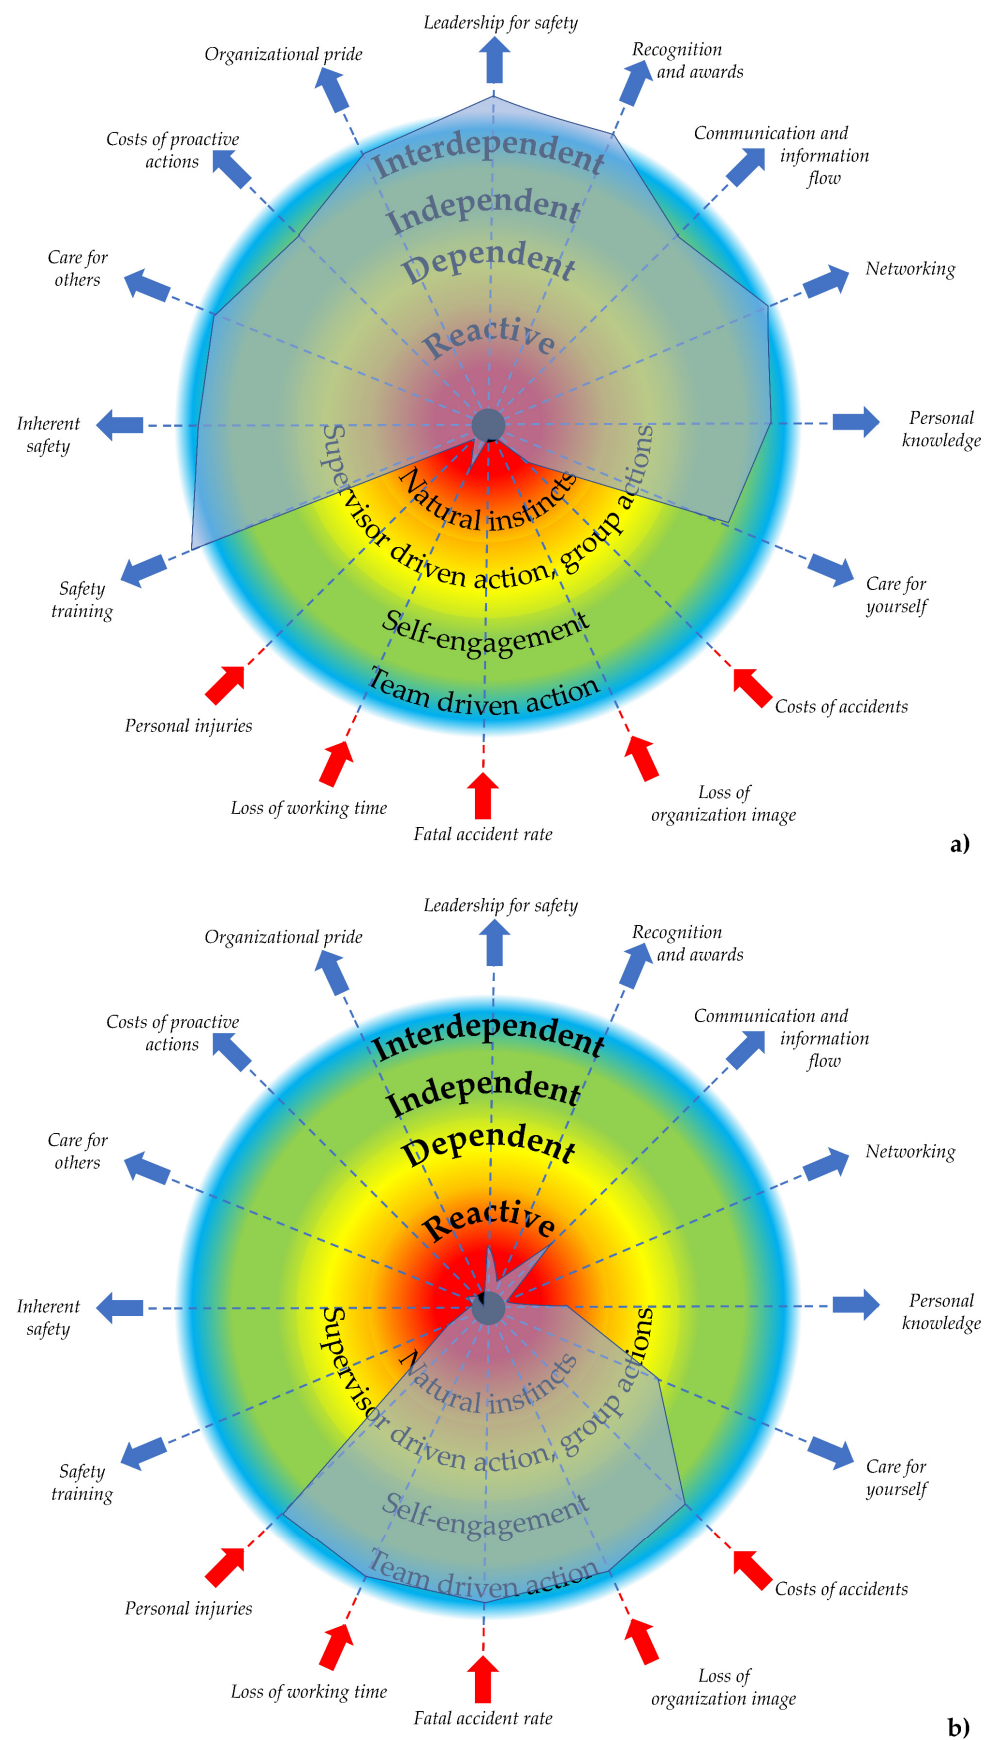 Leadership for safety
Organizational pride
Recognition
and awards
Costs of proactive
actions
Communication and
information
flow
Interdependent
Independent
Dependent
Reactive
Care for
others
Networking
Inherent
safety
Personal
knowledge
Natural instincts
Supervisor driven action, group actions
Self-engagement
Team driven action
Safety
training
Care for
yourself
Personal injuries
Costs of accidents
Loss of working time
Loss of
organization image
Fatal accident rate
a)
Leadership for safety
Organizational pride
Recognition
and awards
Costs of proactive
actions
Communication and
information
flow
Interdependent
Independent
Dependent
Reactive
Care for
others
Networking
Inherent
safety
Personal
knowledge
Natural instincts
Supervisor driven action, group actions
Self-engagement
Team driven action
Safety
training
Care for
yourself
Personal injuries
Costs of accidents
Loss of working time
Loss of
organization image
Fatal accident rate
b)